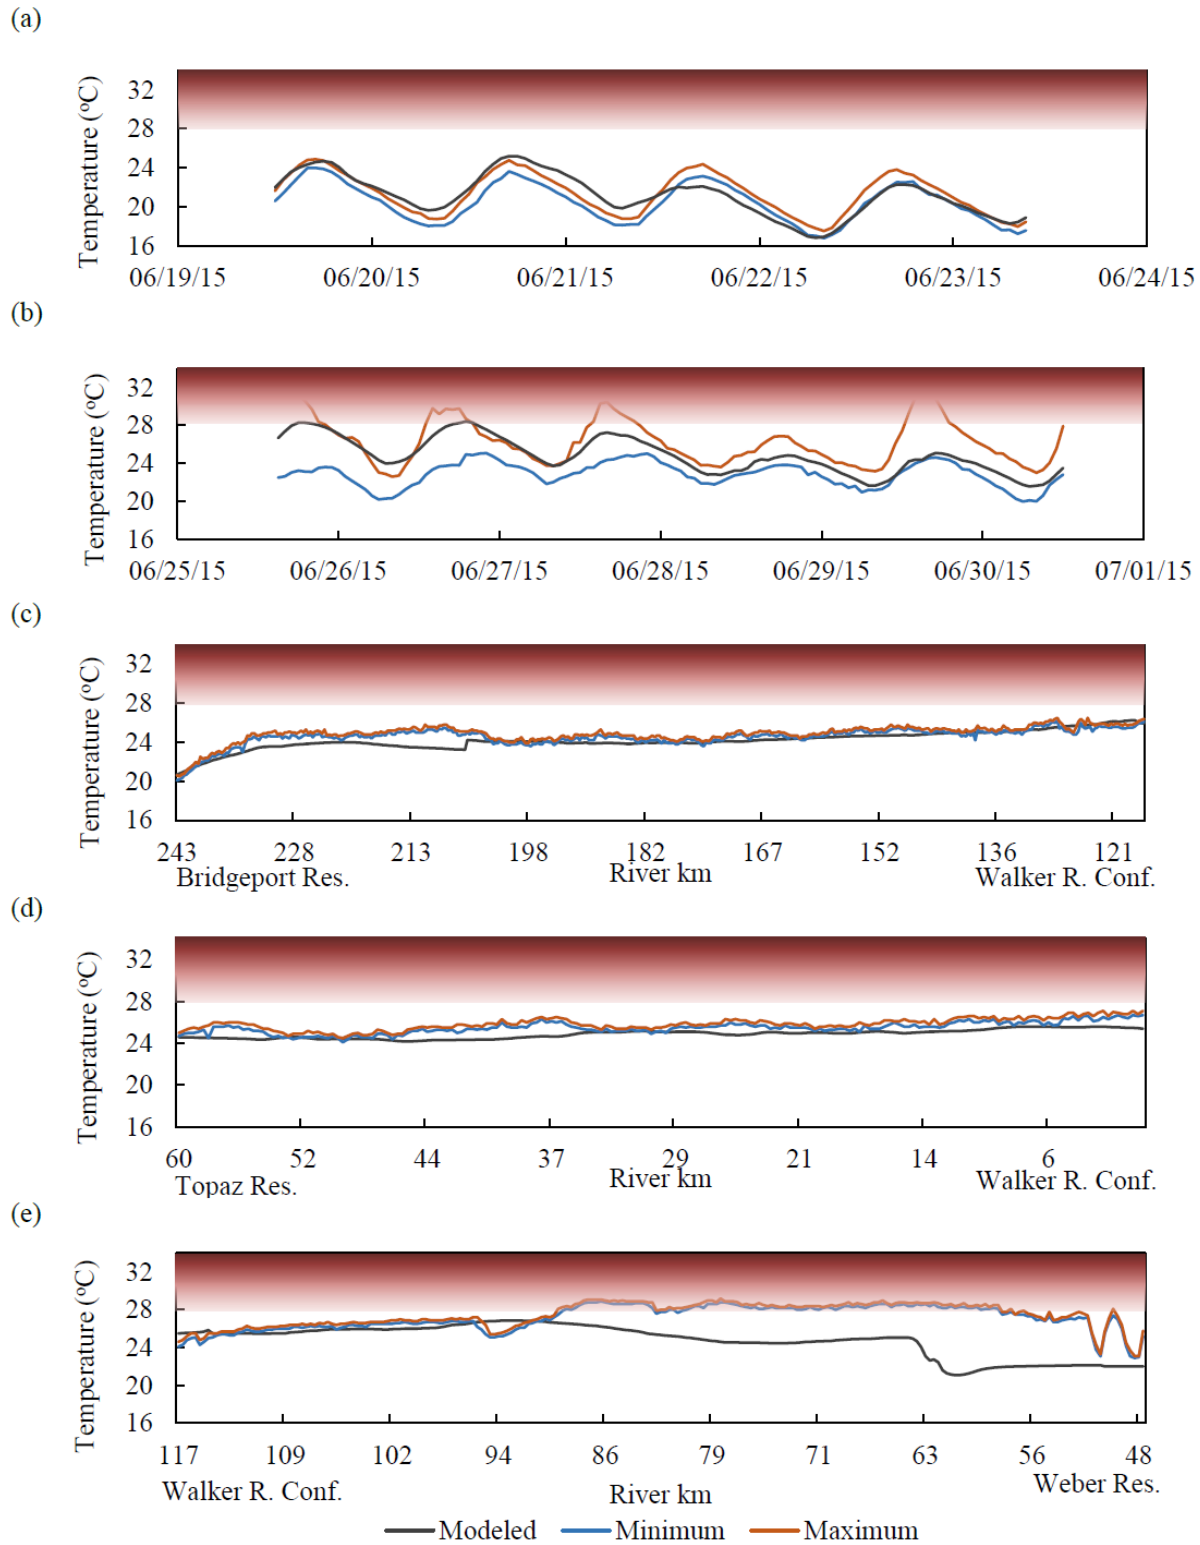 (a)
Temperature (°C)
32
28
24
20
16
06/19/15 06/20/15 06/21/15 06/22/15 06/23/15 06/24/15
(b)
Temperature (°C)
32
28
24
20
16
06/25/15 06/26/15 06/27/15 06/28/15 06/29/15 06/30/15 07/01/15
(c)
Temperature (°C)
32
28
24
20
16
243 228 213 198 182 167 152 136 121
Bridgeport Res. River km Walker R. Conf.
(d)
Temperature (°C)
32
28
24
20
16
60 52 44 37 29 21 14 6
Topaz Res. River km Walker R. Conf.
(e)
Temperature (°C)
32
28
24
20
16
117 109 102 94 86 79 71 63 56 48
Walker R. Conf. River km Weber Res.
Modeled Minimum Maximum